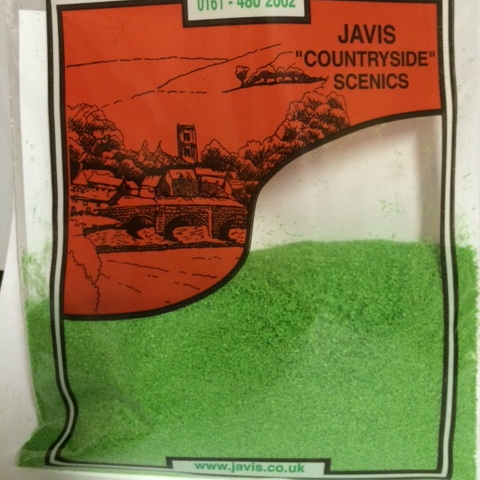 0161 - 480 2002
JAVIS
"COUNTRYSIDE"
SCENICS
www.javis.co.uk